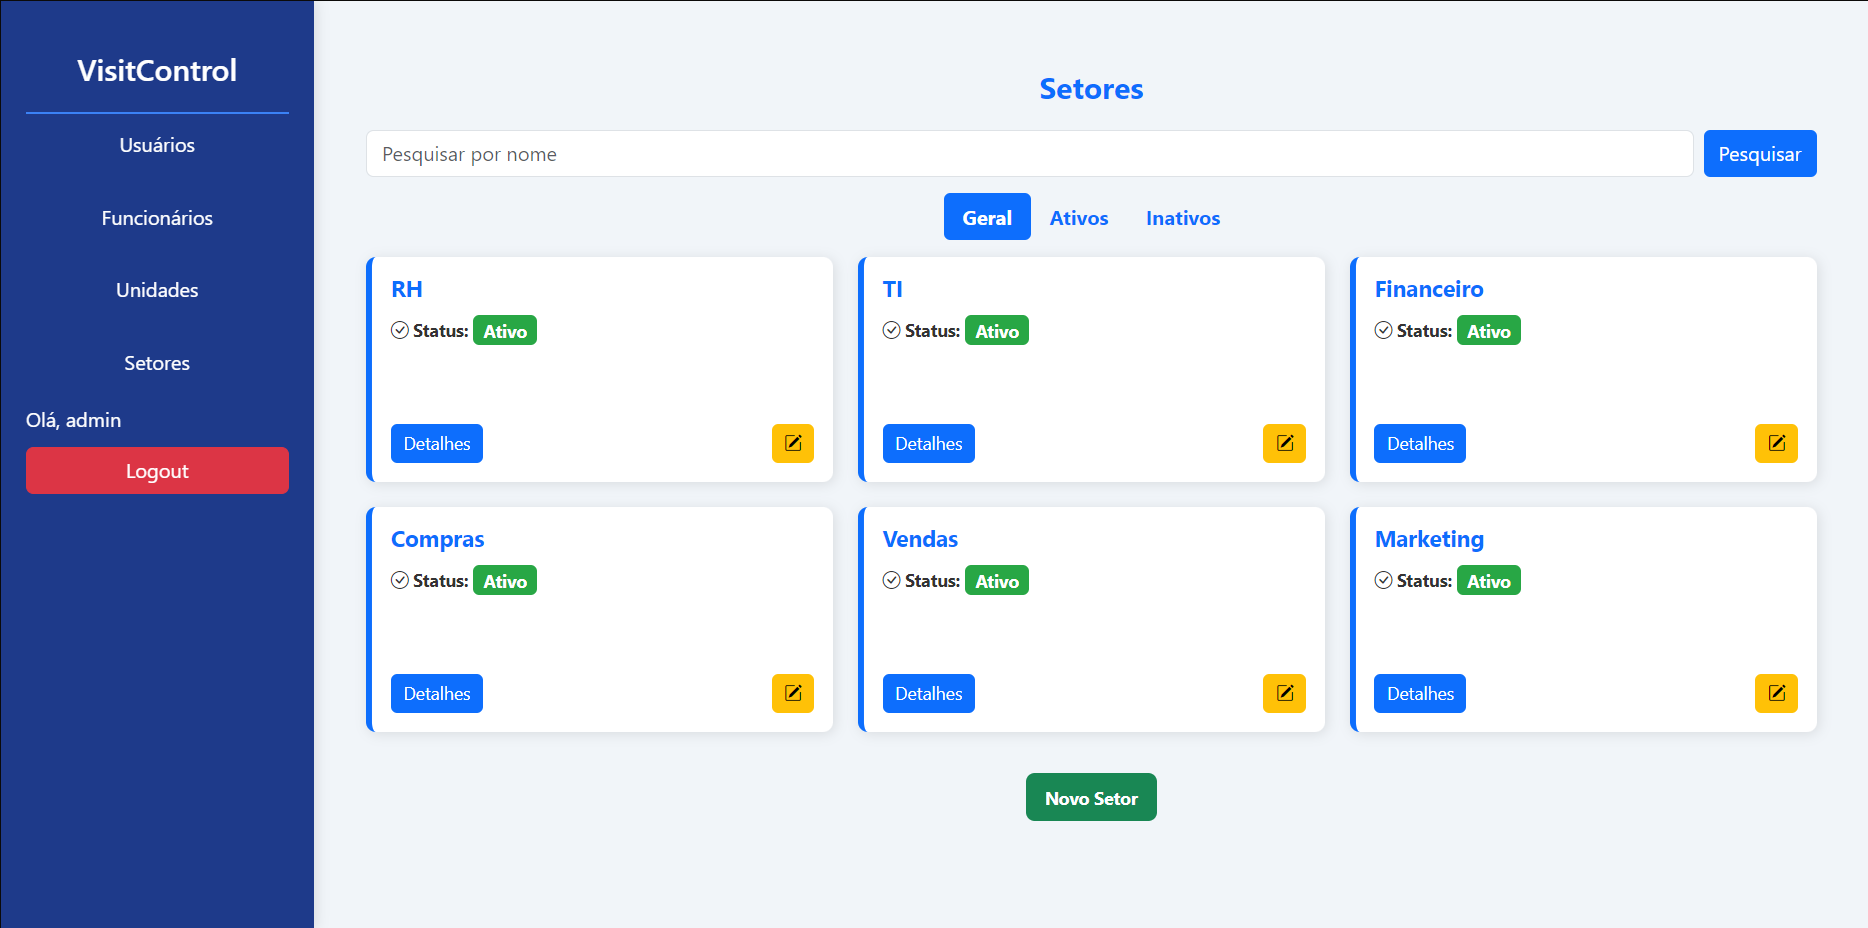 VisitControl
Usuários
Funcionários
Unidades
Setores
Olá, admin
Logout
Setores
Pesquisar por nome
Pesquisar
Geral Ativos Inativos
RH
Status: Ativo
Detalhes
TI
Status: Ativo
Detalhes
Financeiro
Status: Ativo
Detalhes
Compras
Status: Ativo
Detalhes
Vendas
Status: Ativo
Detalhes
Marketing
Status: Ativo
Detalhes
Novo Setor